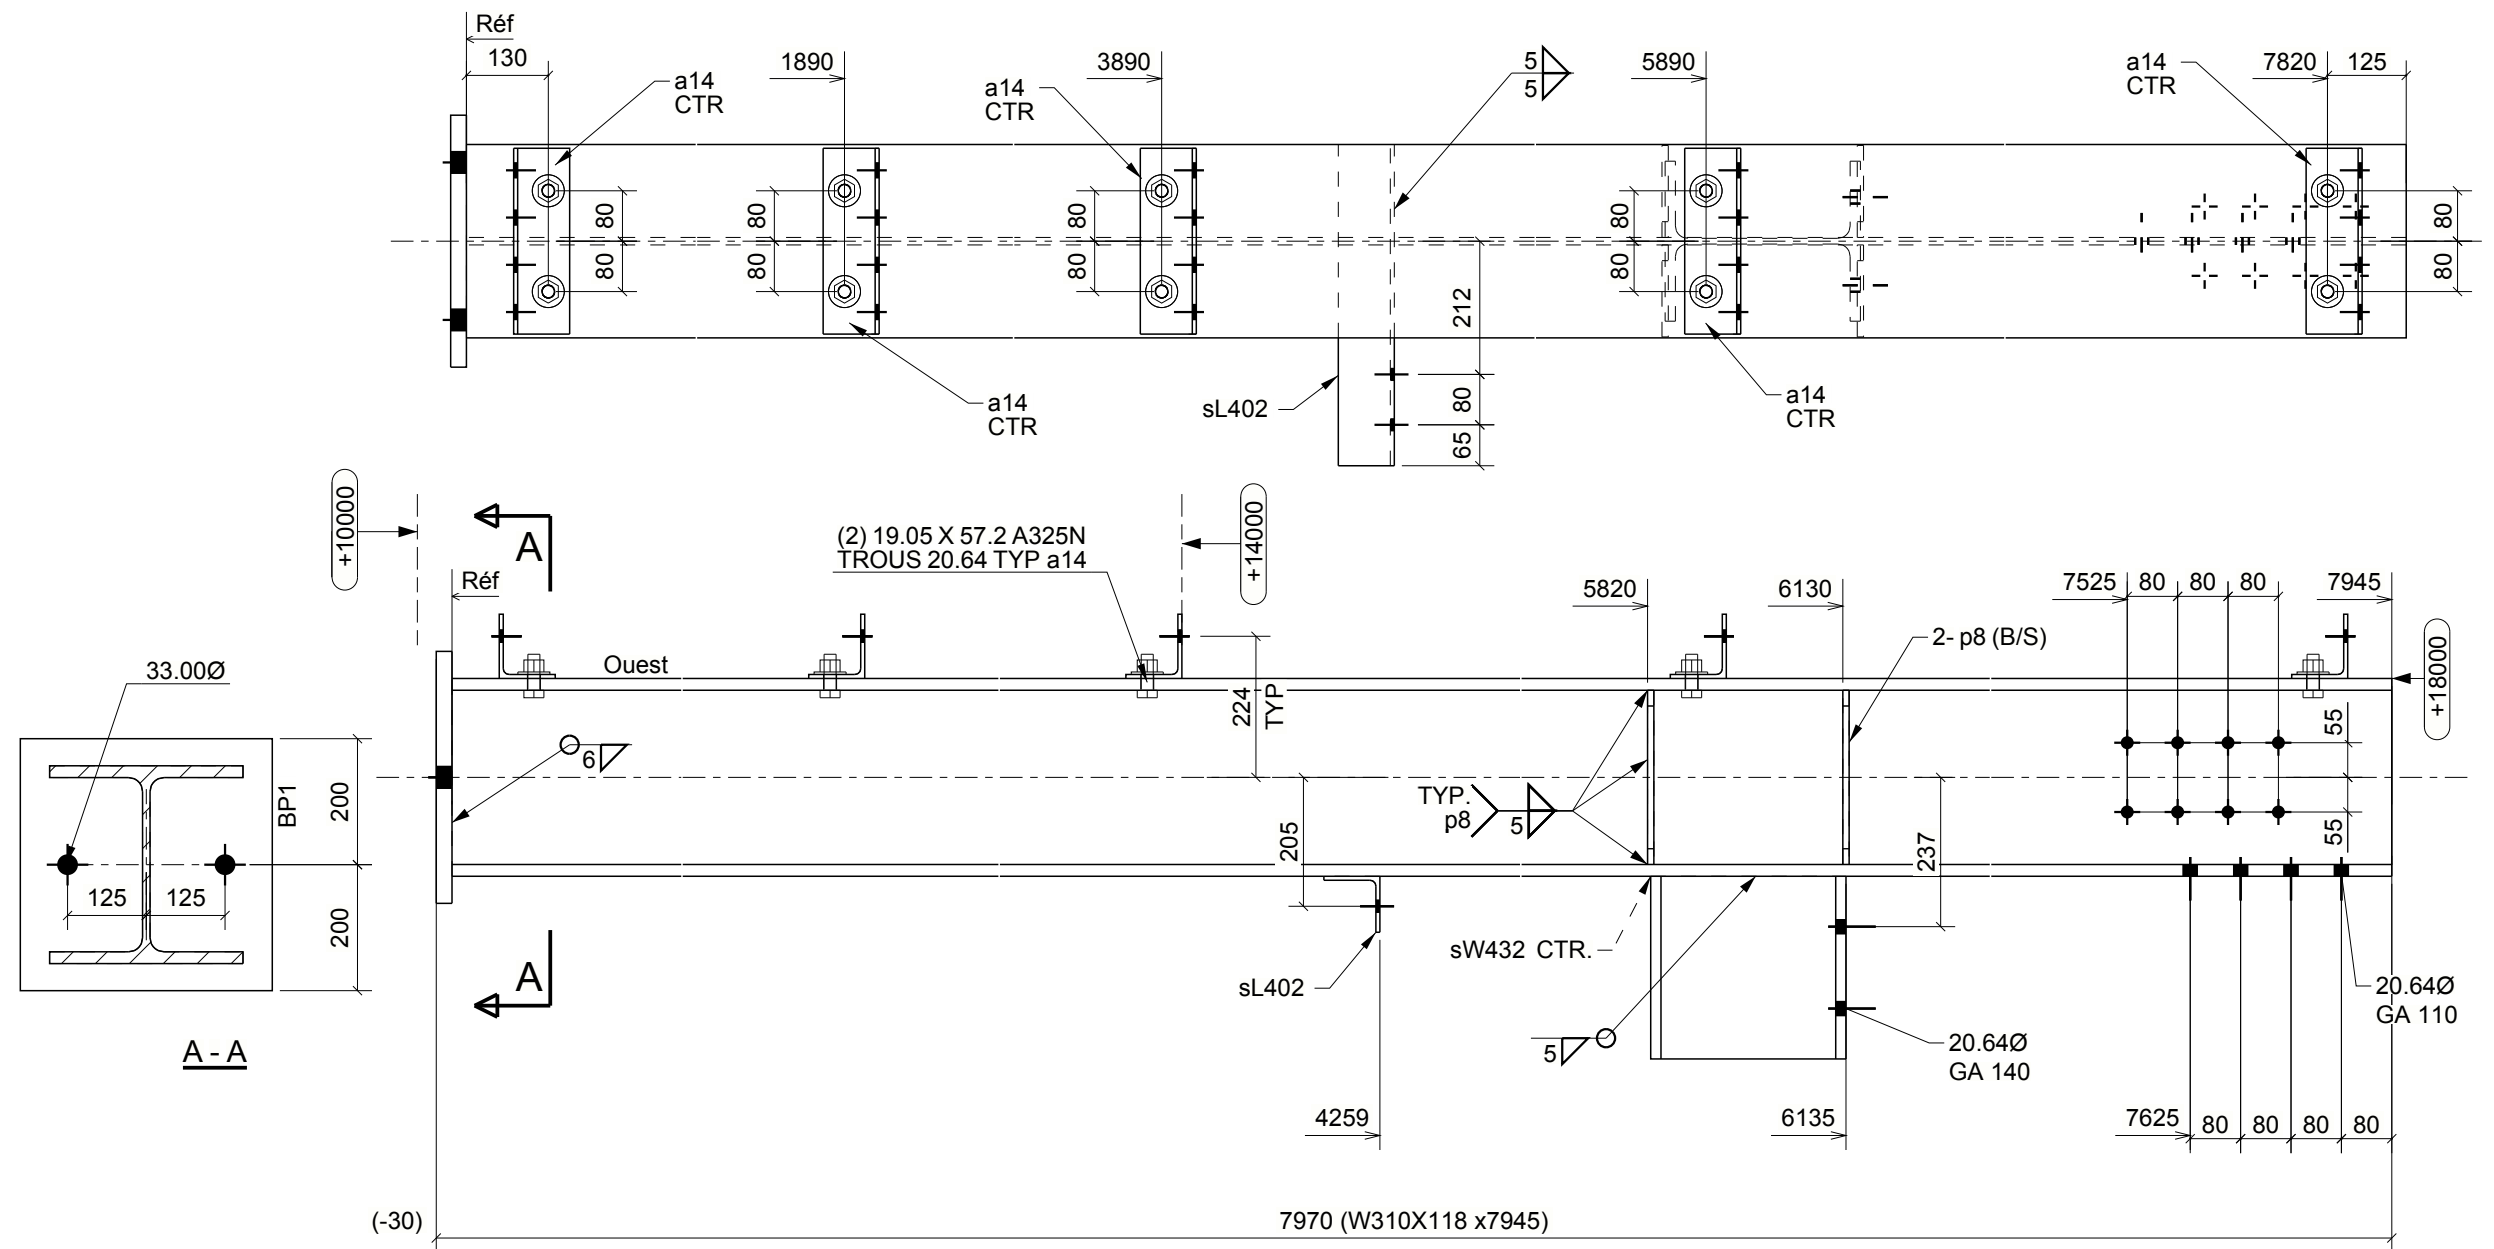 Réf
130
1890
3890
5
5
5890
a14
CTR
7820
125
a14
CTR
a14
CTR
80
80
80
80
80
80
80
80
80
80
212
80
65
sL402
a14
CTR
a14
CTR
+10000
A
(2) 19.05 X 57.2 A325N
TROUS 20.64 TYP a14
+14000
Réf
5820
6130
7525
80
80
80
7945
2- p8 (B/S)
+18000
33.00Ø
Ouest
224
TYP
55
55
6
BP1
200
200
125
125
TYP.
p8
5
205
237
A
sW432 CTR.
sL402
20.64Ø
GA 110
5
20.64Ø
GA 140
A - A
4259
6135
7625
80
80
80
80
(-30)
7970 (W310X118 x7945)